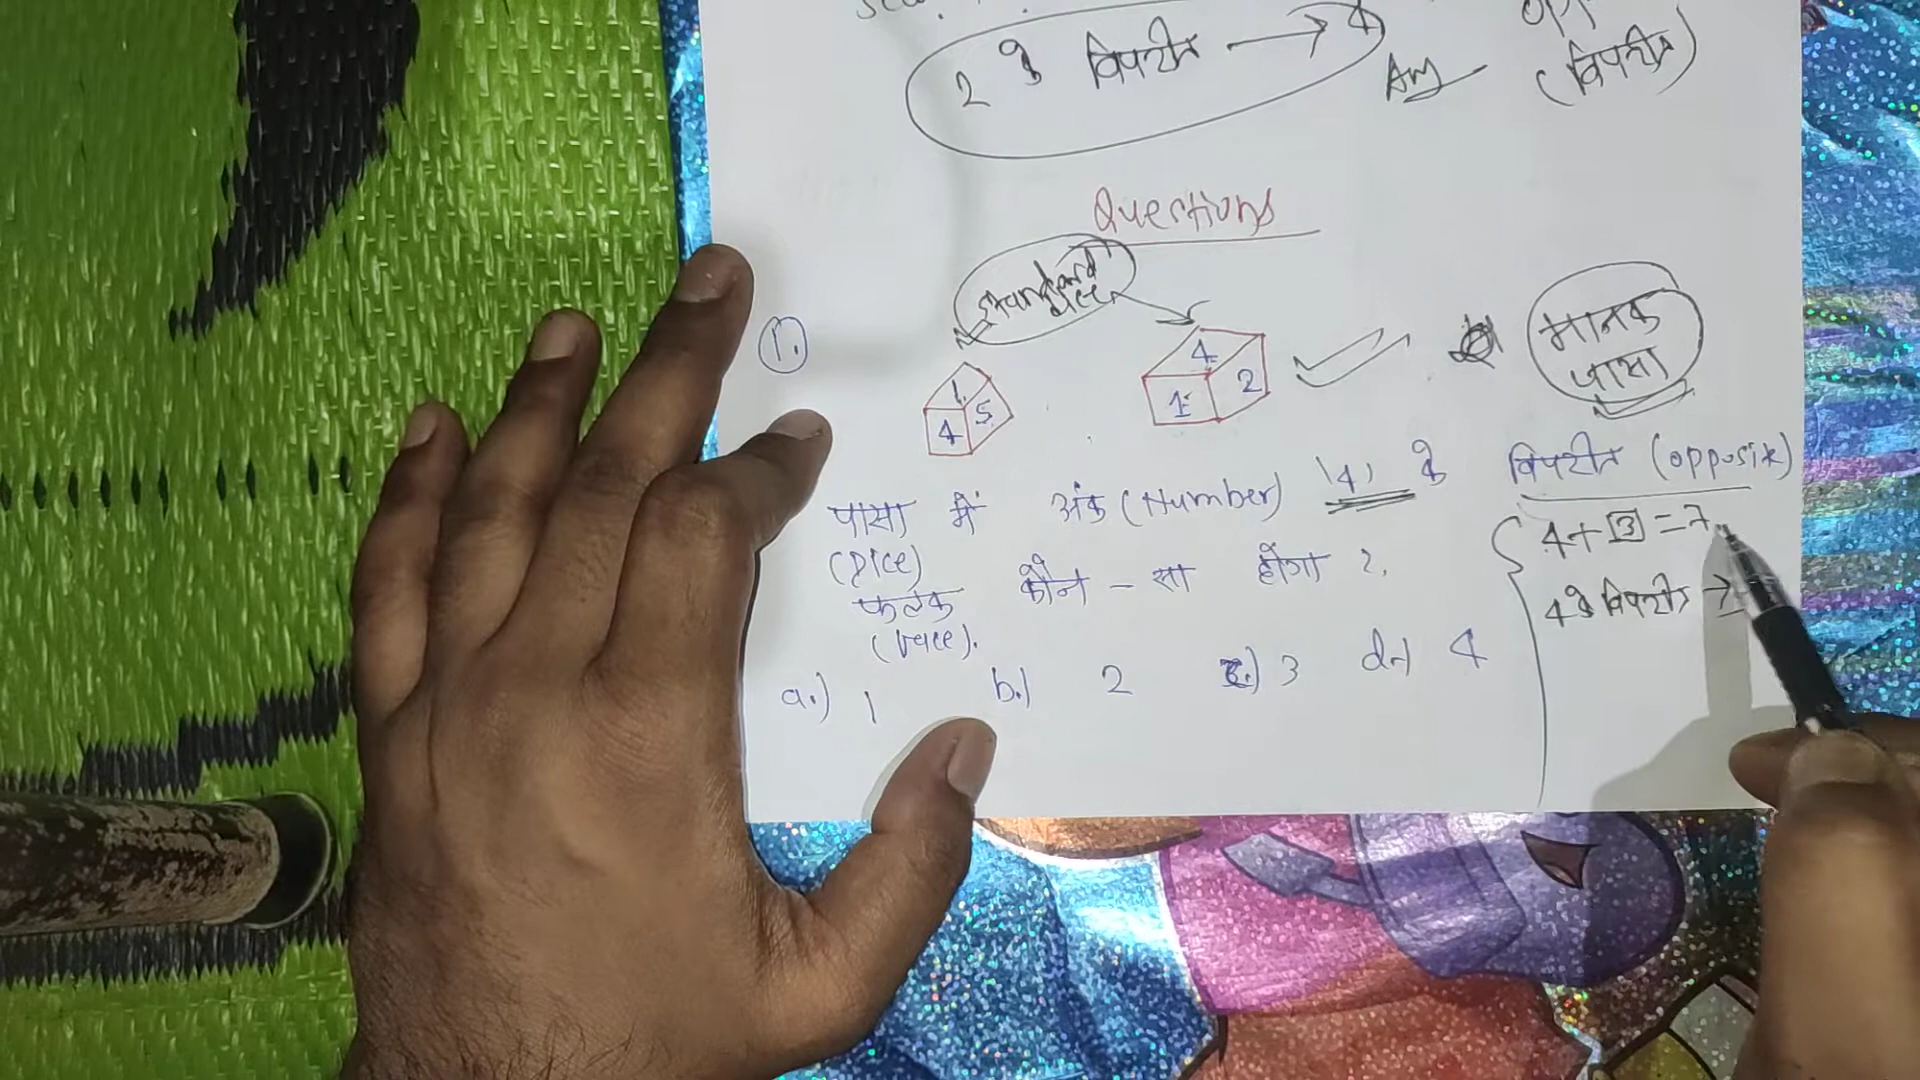 2 के विपरीत → 4
Ans
(विपरीत)
Questions
Standard dice
1.
1
4 5
4
1 2
मानक
पासा
पासा में अंक (Number) '4' के विपरीत (opposite)
(Dice)
फलक कौन - सा होगा ?.
(Face).
a.) 1 b.) 2 c.) 3 d.) 4
4 + 3 = 7
4 के विपरीत →